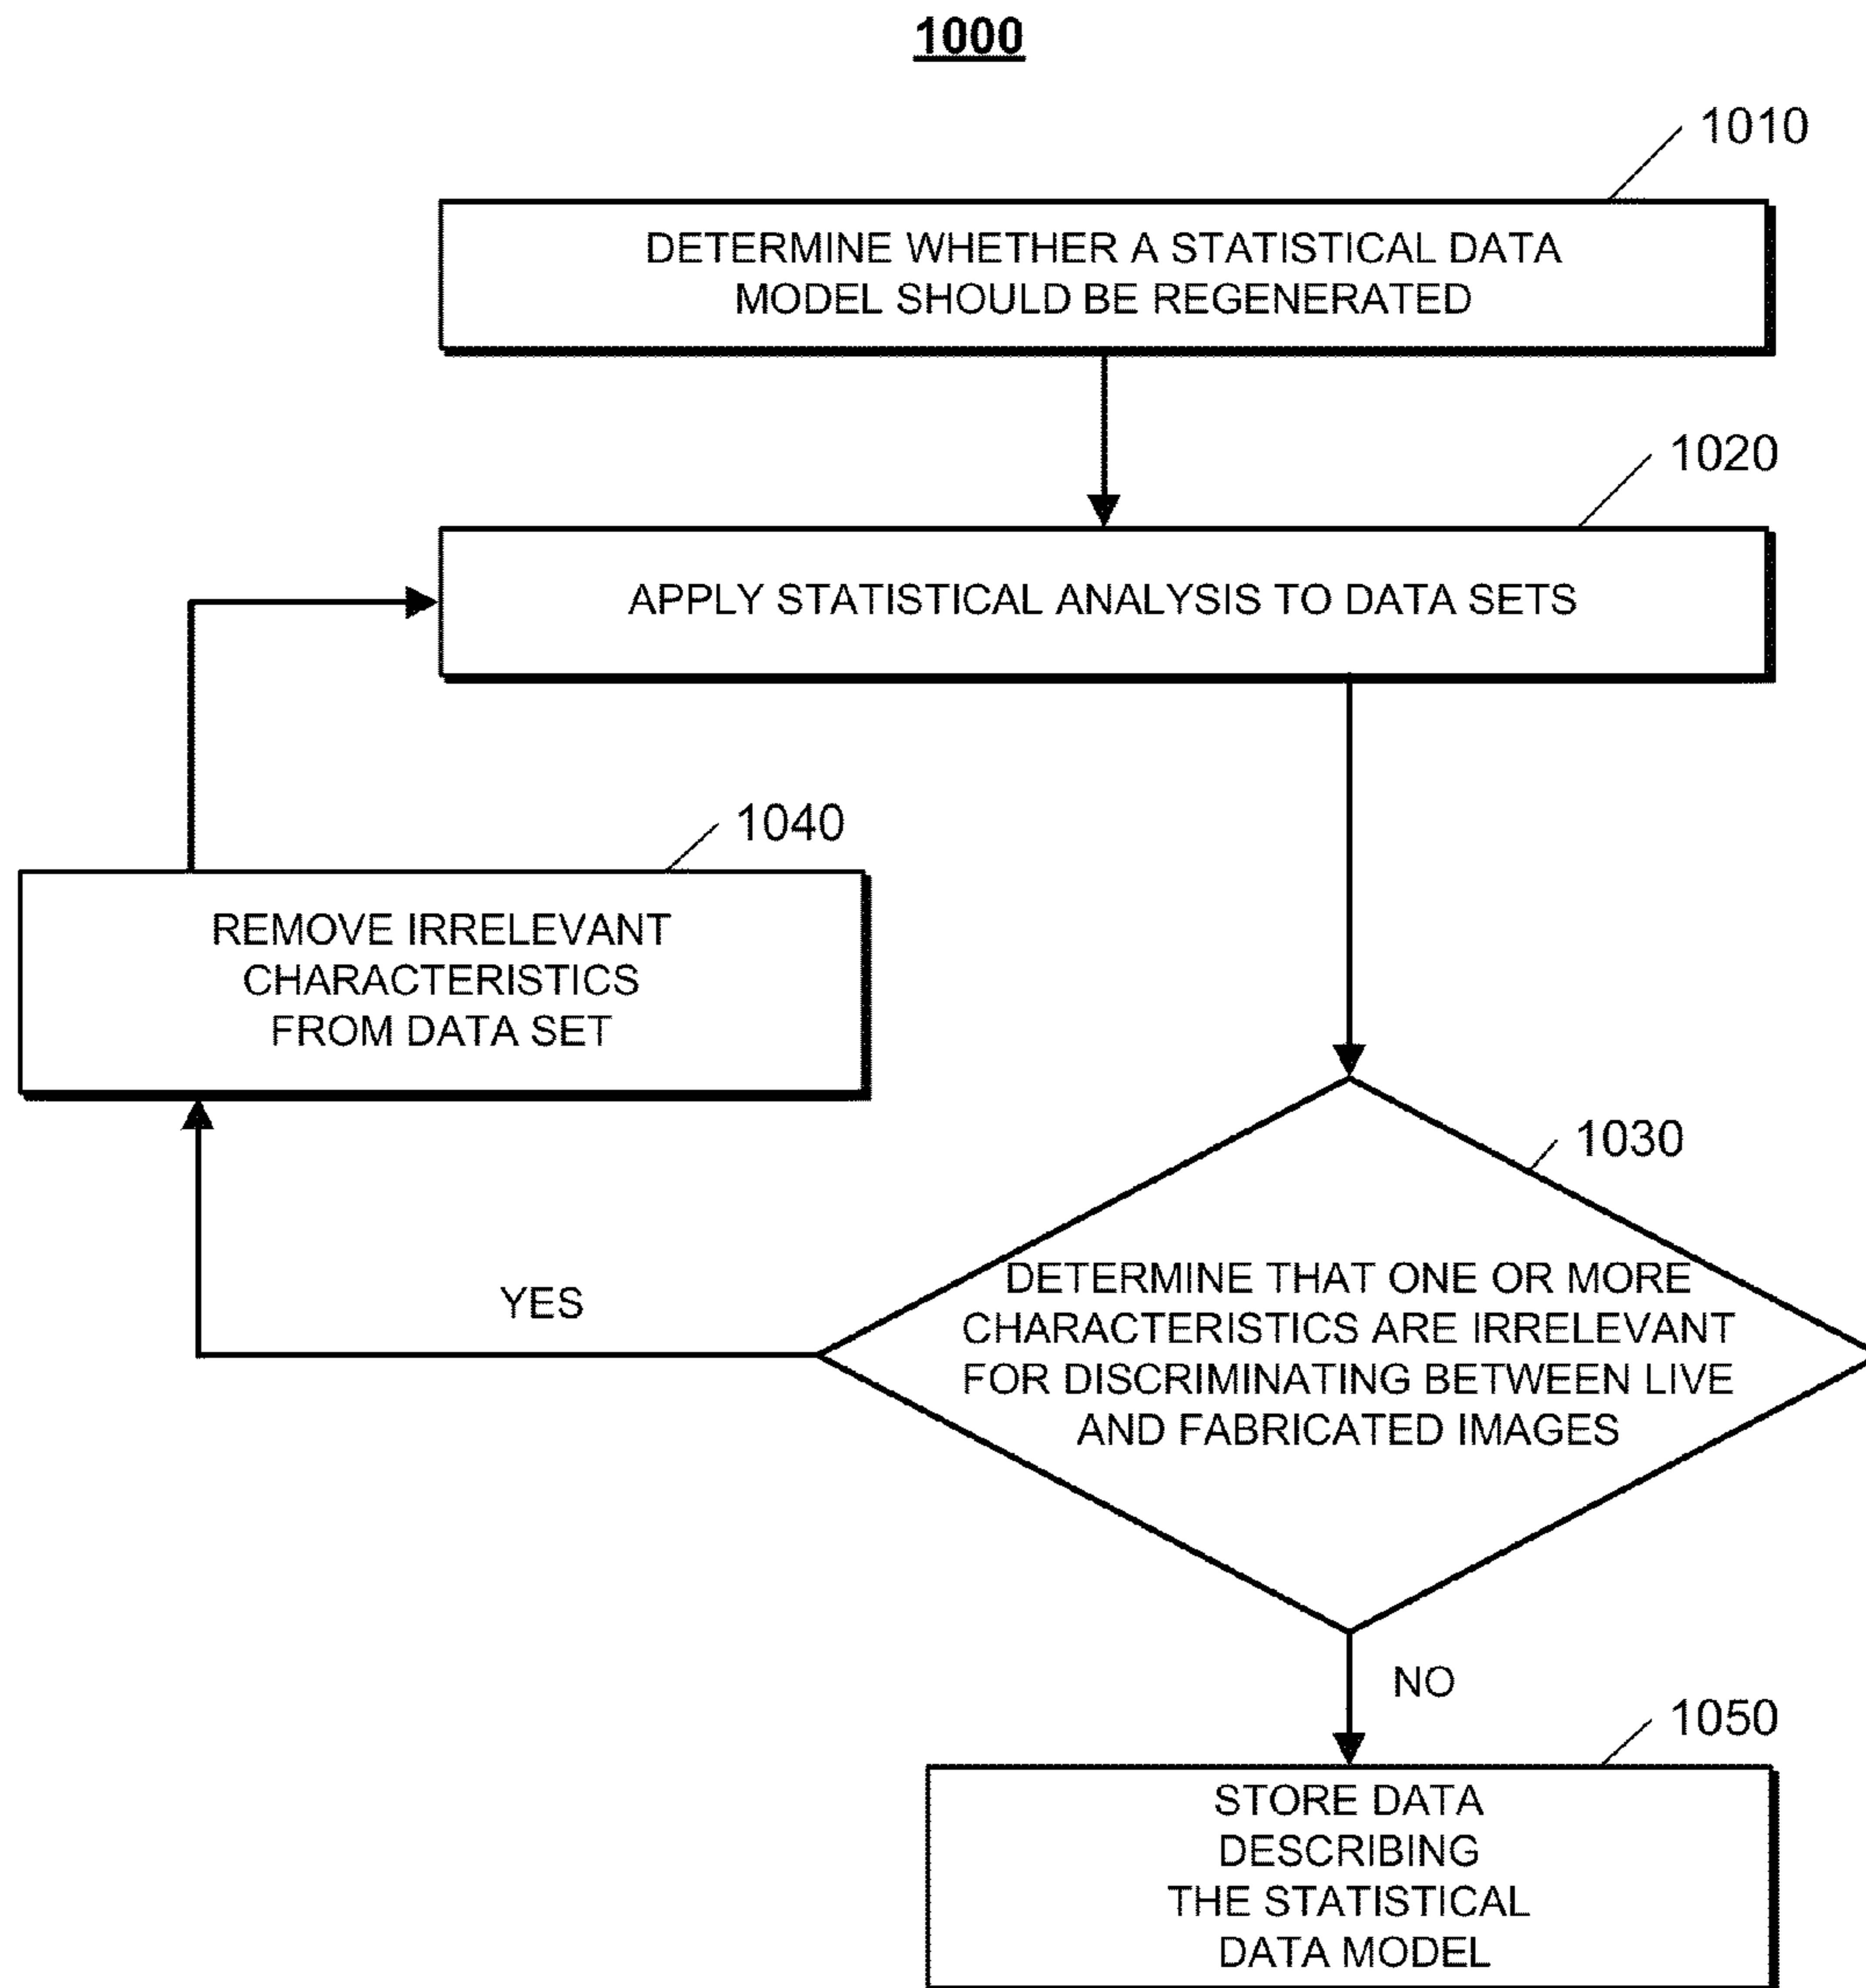 1000
1010
DETERMINE WHETHER A STATISTICAL DATA
MODEL SHOULD BE REGENERATED
1020
APPLY STATISTICAL ANALYSIS TO DATA SETS
1040
REMOVE IRRELEVANT
CHARACTERISTICS
FROM DATA SET
1030
DETERMINE THAT ONE OR MORE
CHARACTERISTICS ARE IRRELEVANT
FOR DISCRIMINATING BETWEEN LIVE
AND FABRICATED IMAGES
YES
NO
1050
STORE DATA
DESCRIBING
THE STATISTICAL
DATA MODEL